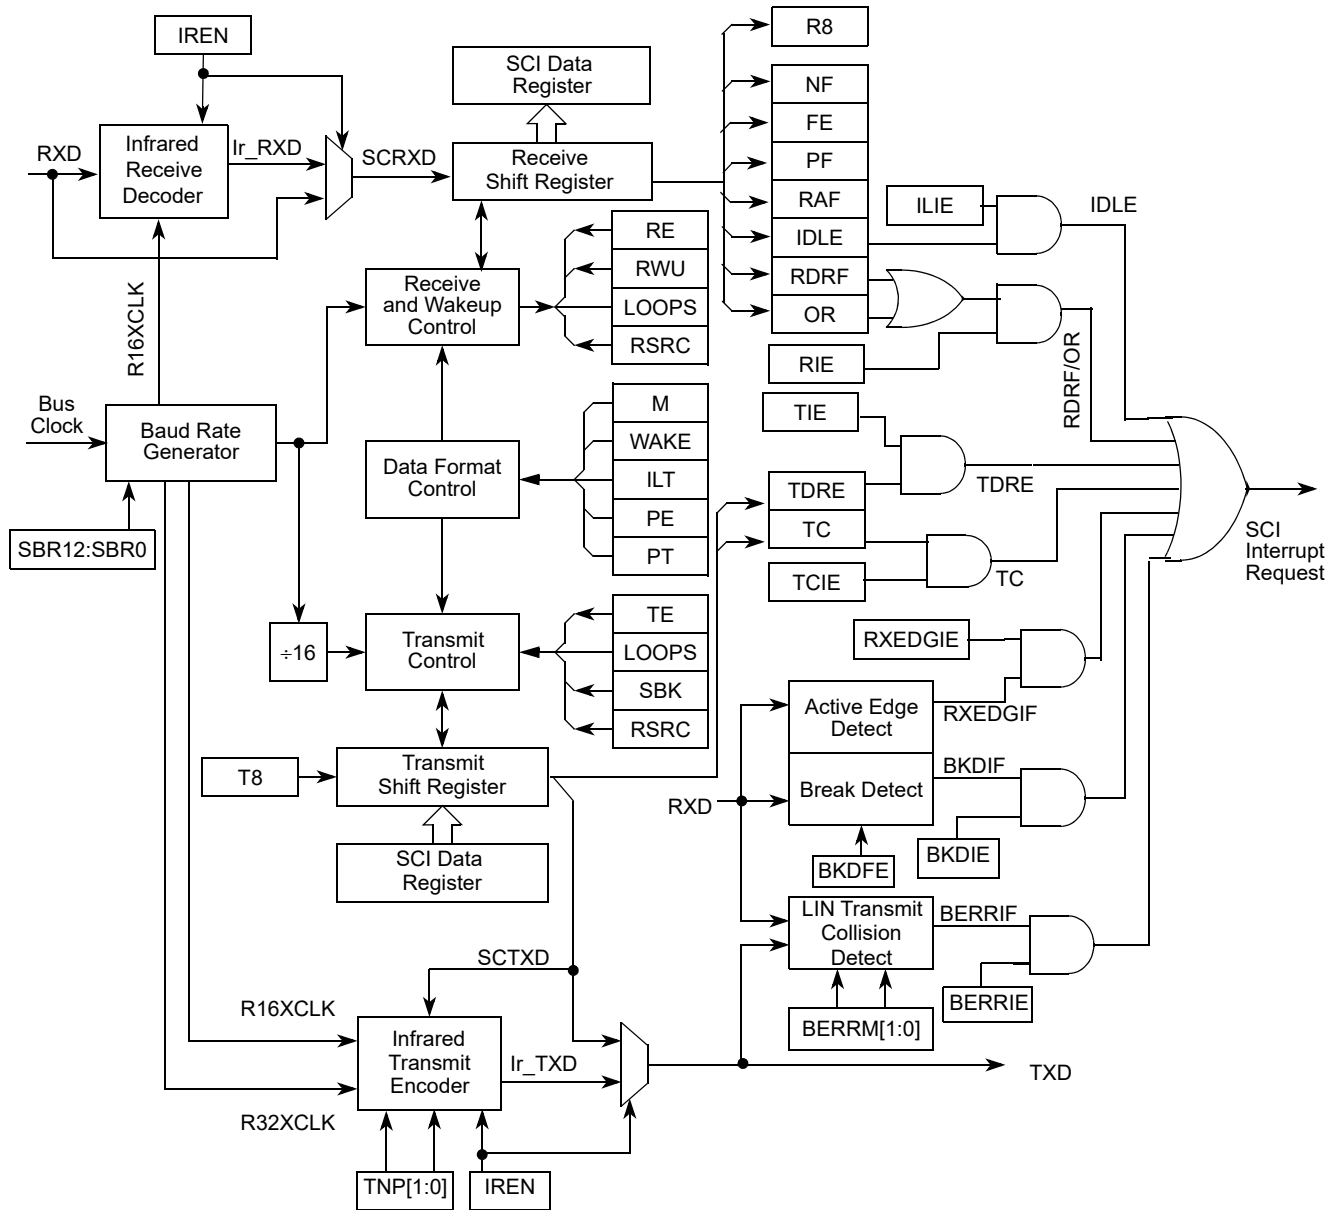 IREN
SCI Data
Register
R8
NF
FE
PF
RAF
IDLE
RDRF
OR
RXD
Infrared
Receive
Decoder
Ir_RXD
SCRXD
Receive
Shift Register
ILIE
IDLE
RE
RWU
LOOPS
RSRC
Receive
and Wakeup
Control
R16XCLK
RIE
RDRF/OR
Bus
Clock
Baud Rate
Generator
M
WAKE
ILT
PE
PT
Data Format
Control
TIE
TDRE
TC
TDRE
TCIE
TC
SCI
Interrupt
Request
SBR12:SBR0
÷16
Transmit
Control
TE
LOOPS
SBK
RSRC
RXEDGIE
Active Edge
Detect
RXEDGIF
T8
Transmit
Shift Register
RXD
Break Detect
BKDIF
BKDIE
BKDFE
SCI Data
Register
LIN Transmit
Collision
Detect
BERRIF
BERRIE
BERRM[1:0]
SCTXD
R16XCLK
Infrared
Transmit
Encoder
Ir_TXD
R32XCLK
TXD
TNP[1:0]
IREN